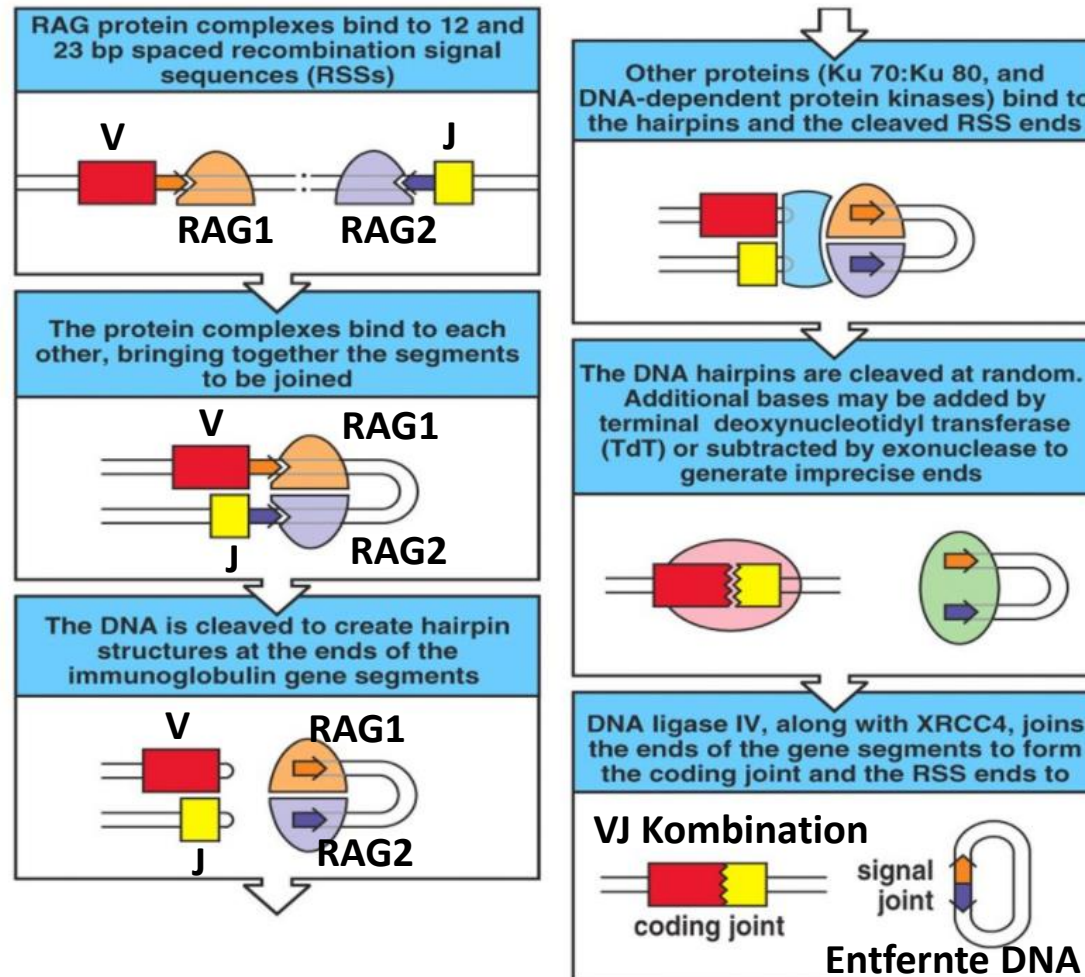 RAG protein complexes bind to 12 and
23 bp spaced recombination signal
sequences (RSSs)
V
J
RAG1
RAG2
The protein complexes bind to each
other, bringing together the segments
to be joined
V
RAG1
J
RAG2
The DNA is cleaved to create hairpin
structures at the ends of the
immunoglobulin gene segments
V
RAG1
J
RAG2
Other proteins (Ku 70:Ku 80, and
DNA-dependent protein kinases) bind to
the hairpins and the cleaved RSS ends
The DNA hairpins are cleaved at random.
Additional bases may be added by
terminal deoxynucleotidyl transferase
(TdT) or subtracted by exonuclease to
generate imprecise ends
DNA ligase IV, along with XRCC4, joins
the ends of the gene segments to form
the coding joint and the RSS ends to
VJ Kombination
coding joint
signal
joint
Entfernte DNA